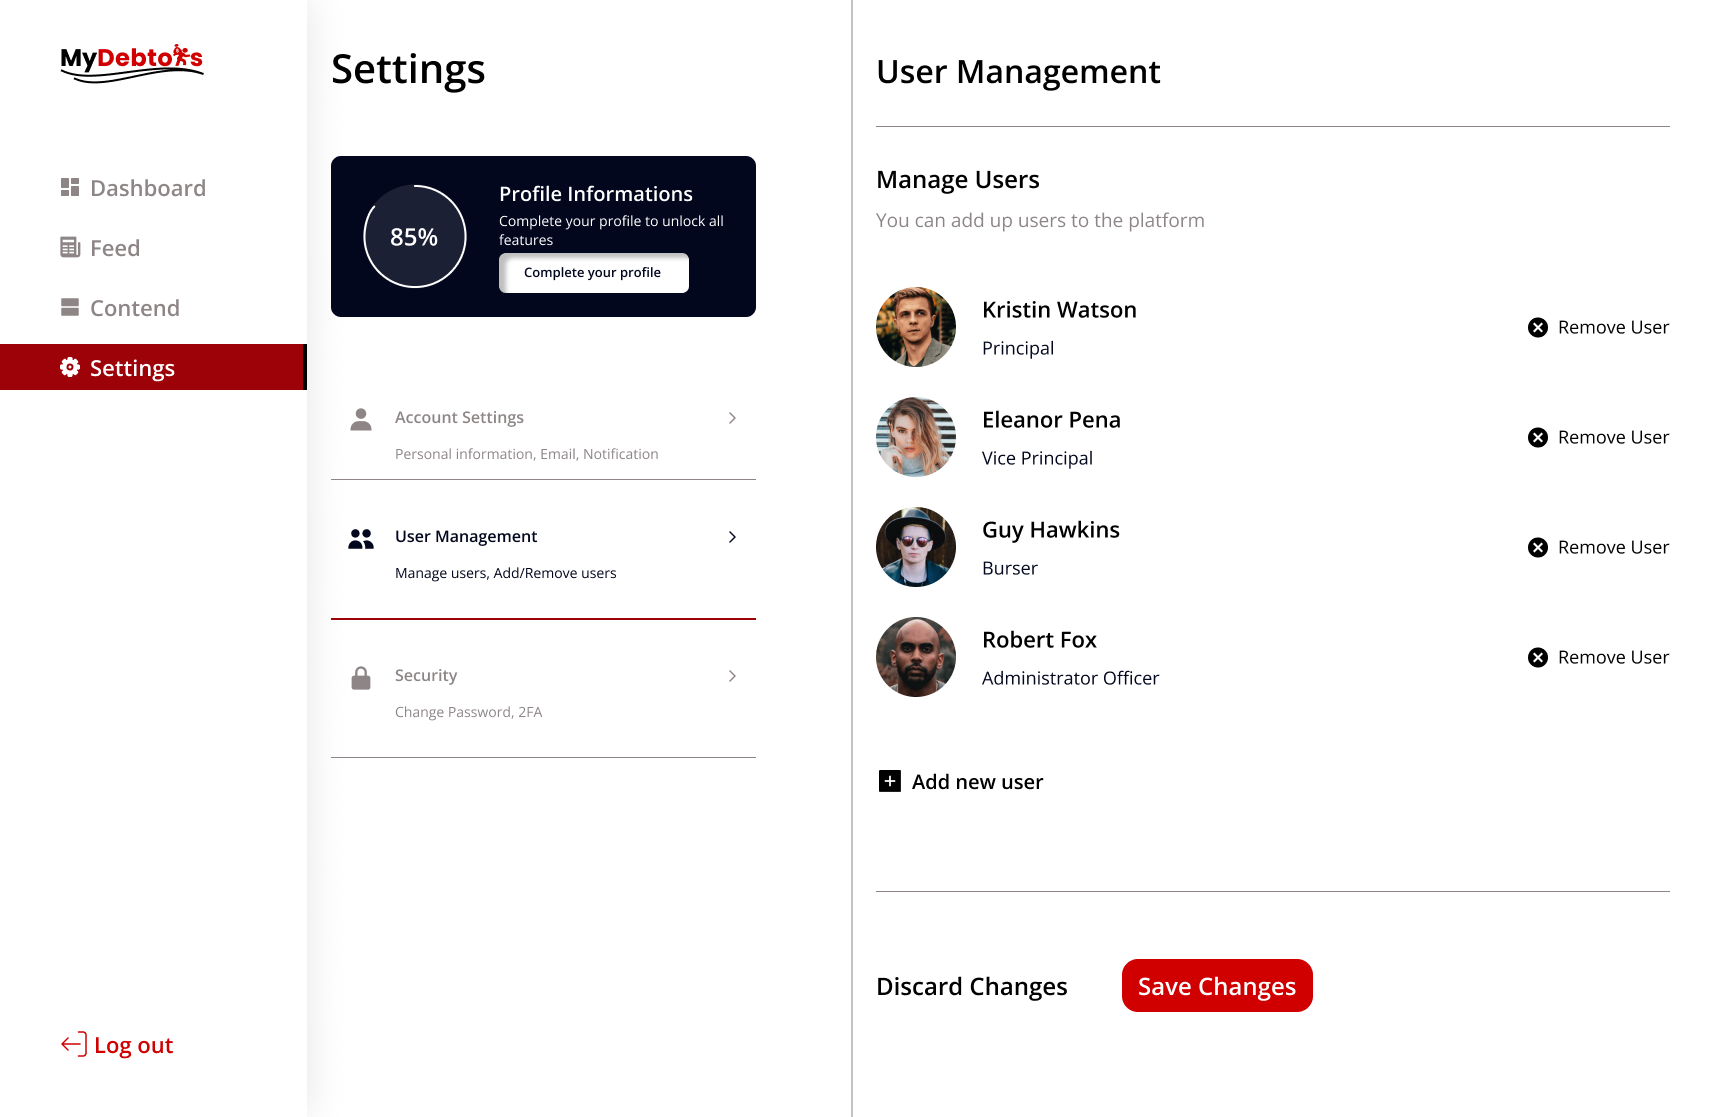 MyDebtors
Dashboard
Feed
Contend
Settings
Log out
Settings
85%
Profile Informations
Complete your profile to unlock all
features
Complete your profile
Account Settings
Personal information, Email, Notification
User Management
Manage users, Add/Remove users
Security
Change Password, 2FA
User Management
Manage Users
You can add up users to the platform
Kristin Watson
Principal
Remove User
Eleanor Pena
Vice Principal
Remove User
Guy Hawkins
Burser
Remove User
Robert Fox
Administrator Officer
Remove User
Add new user
Discard Changes
Save Changes